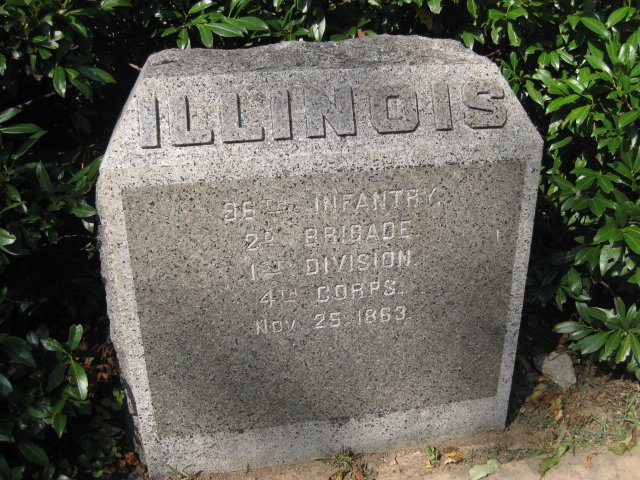 ILLINOIS
96TH INFANTRY.
2D BRIGADE.
1ST DIVISION.
4TH CORPS.
NOV. 25. 1863.